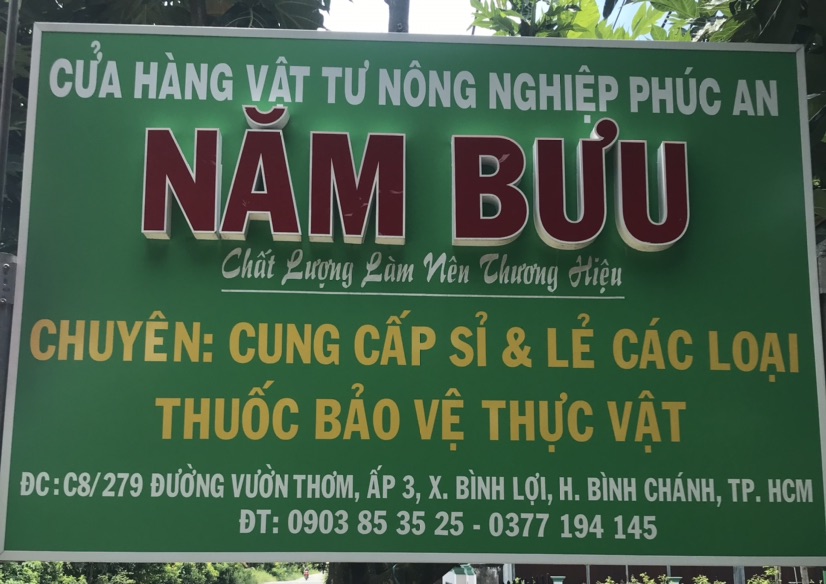 CỬA HÀNG VẬT TƯ NÔNG NGHIỆP PHÚC AN
NĂM BƯU
Chất Lượng Làm Nên Thương Hiệu
CHUYÊN: CUNG CẤP SỈ & LẺ CÁC LOẠI
THUỐC BẢO VỆ THỰC VẬT
ĐC: C8/279 ĐƯỜNG VƯỜN THƠM, ẤP 3, X. BÌNH LỢI, H. BÌNH CHÁNH, TP. HCM
ĐT: 0903 85 35 25 - 0377 194 145